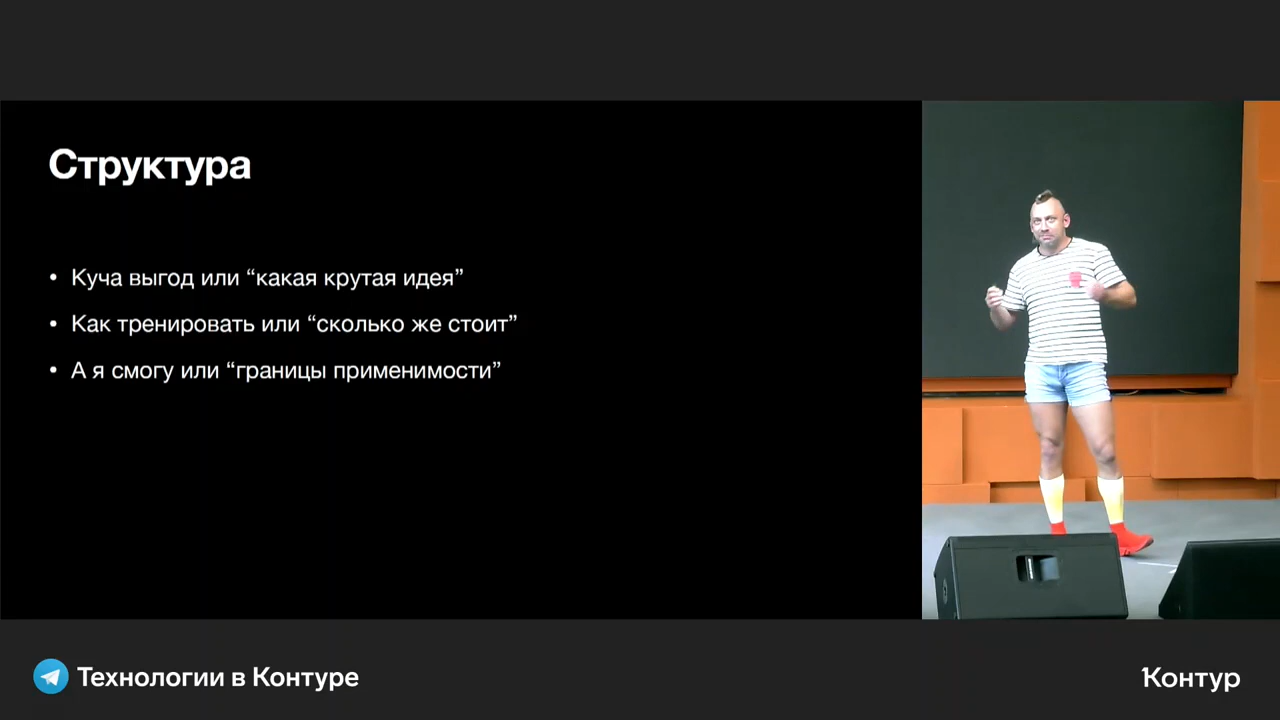 Структура
• Куча выгод или “какая крутая идея”
• Как тренировать или “сколько же стоит”
• А я смогу или “границы применимости”
Технологии в Контуре
Контур